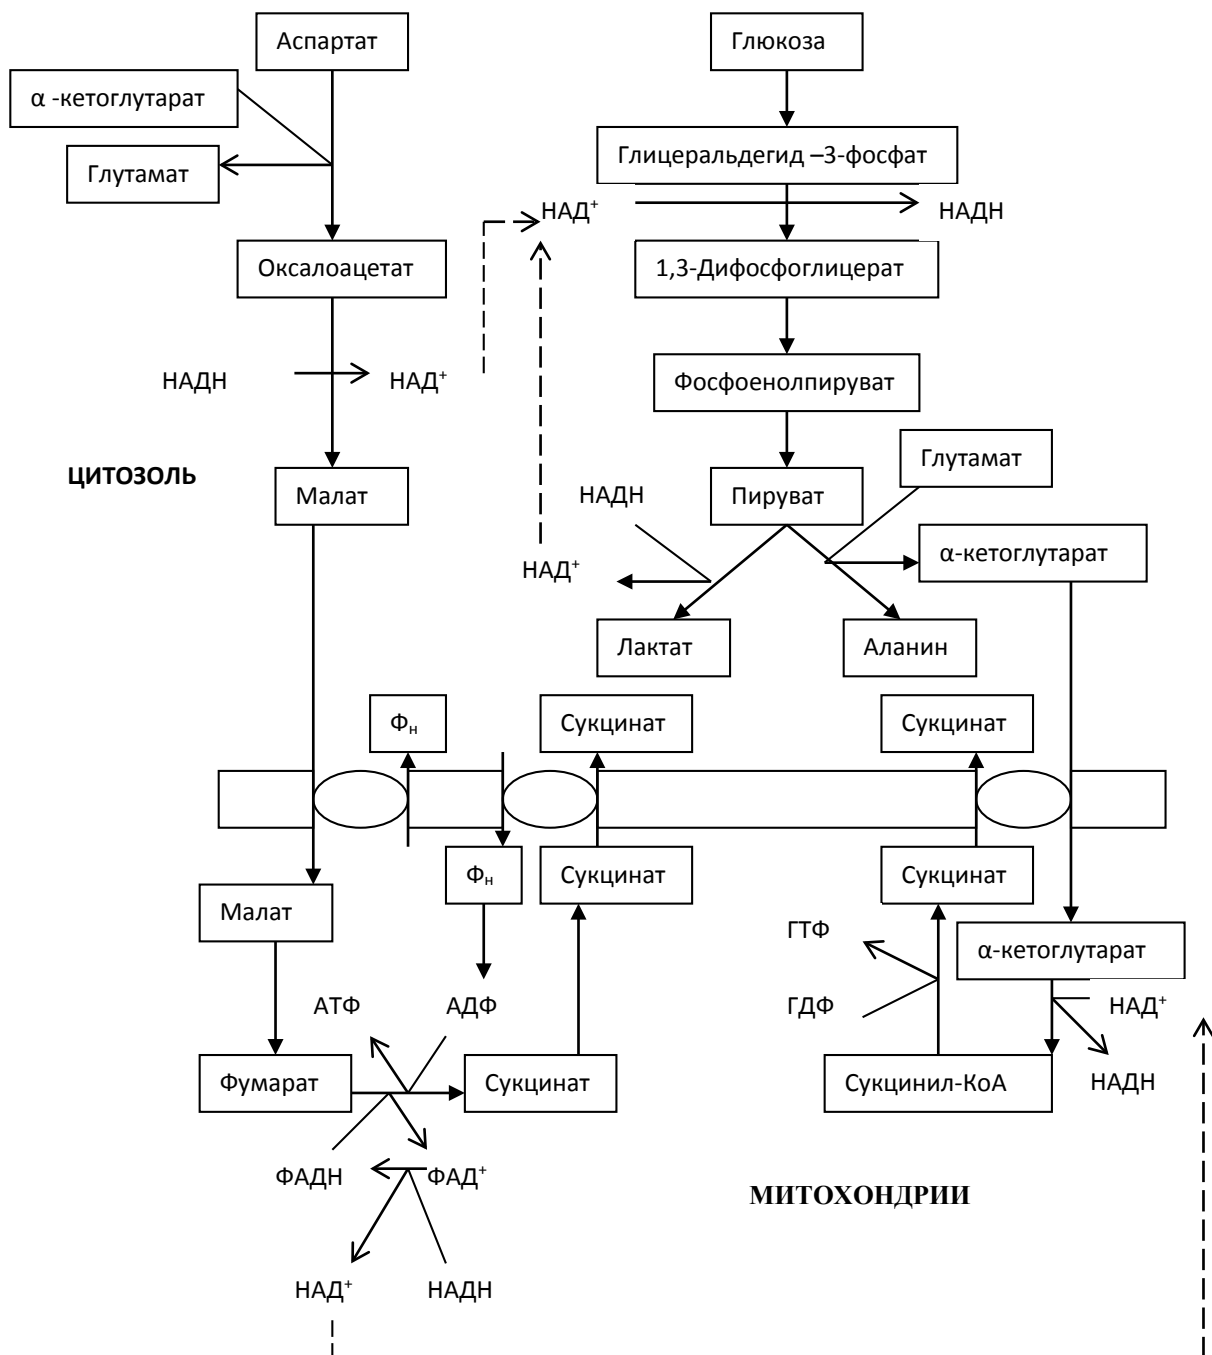 Аспартат
Глюкоза
α -кетоглутарат
Глицеральдегид –3-фосфат
Глутамат
НАД⁺
НАДН
Оксалоацетат
1,3-Дифосфоглицерат
НАДН
НАД⁺
Фосфоенолпируват
Глутамат
ЦИТОЗОЛЬ
Малат
НАДН
Пируват
α-кетоглутарат
НАД⁺
Лактат
Аланин
Фн
Сукцинат
Сукцинат
Фн
Сукцинат
Сукцинат
Малат
ГТФ
α-кетоглутарат
АТФ
АДФ
ГДФ
НАД⁺
Фумарат
Сукцинат
Сукцинил-КоА
НАДН
ФАДН
ФАД⁺
МИТОХОНДРИИ
НАД⁺
НАДН